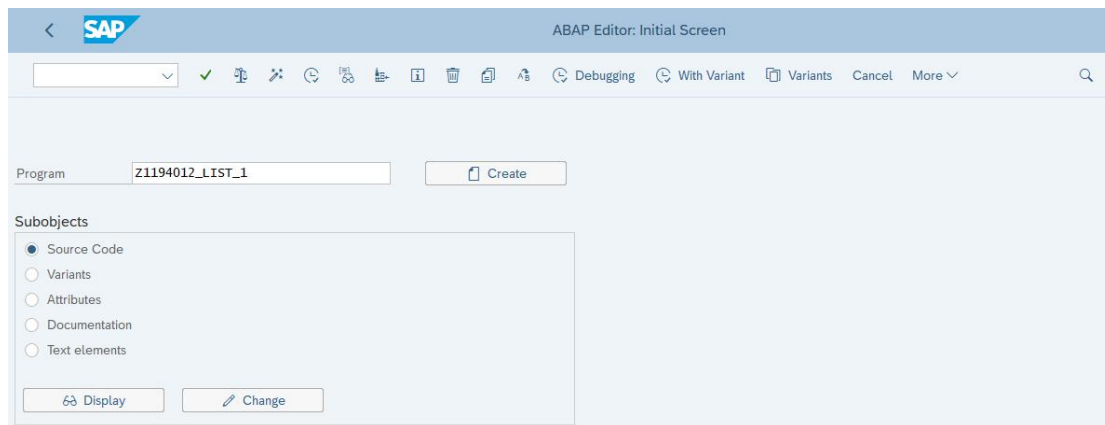 SAP ABAP Editor: Initial Screen
Debugging With Variant Variants Cancel More
Program Z1194012_LIST_1 Create
Subobjects
Source Code
Variants
Attributes
Documentation
Text elements
Display Change